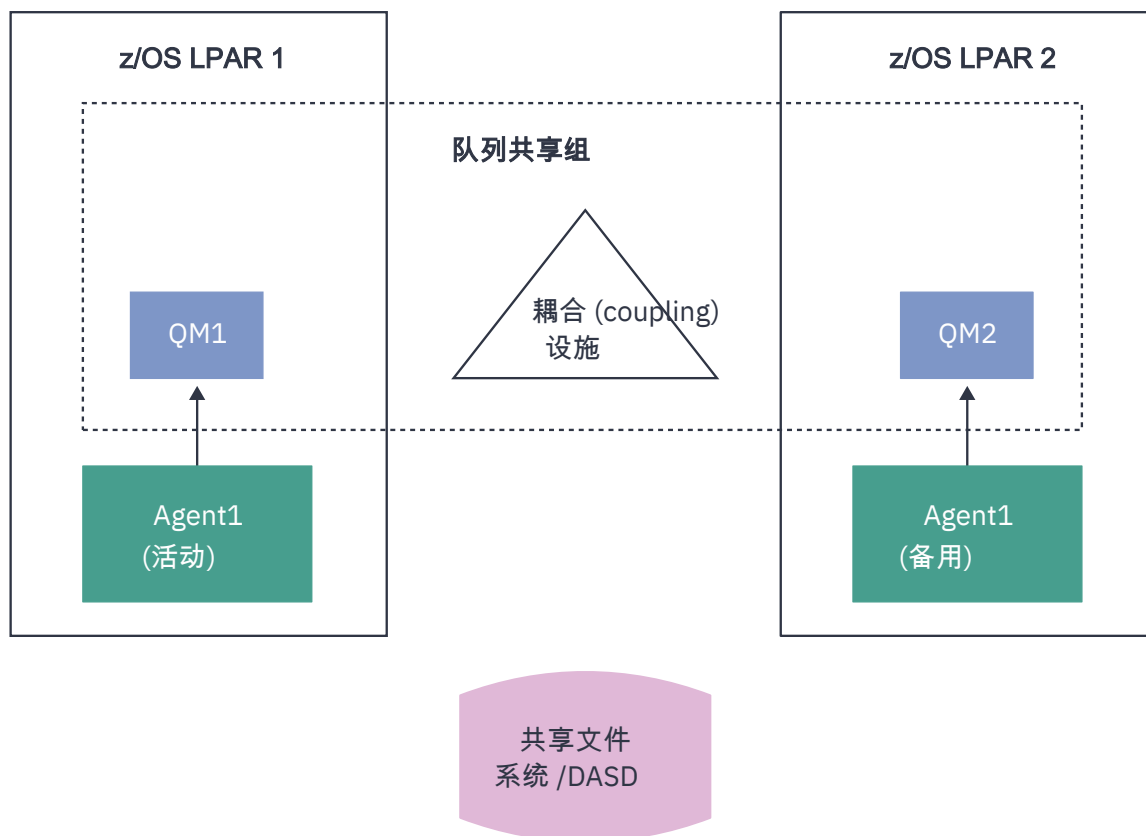 z/OS LPAR 1
z/OS LPAR 2
队列共享组
耦合 (coupling)
设施
QM1
QM2
Agent1
(活动)
Agent1
(备用)
共享文件
系统 /DASD